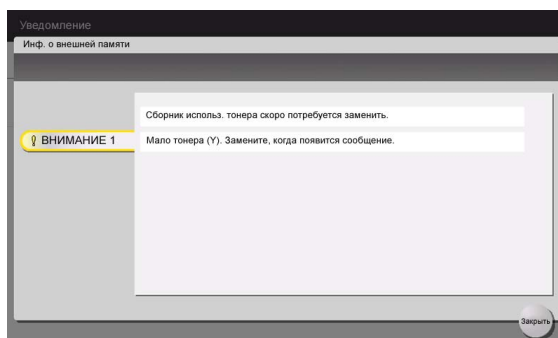 Уведомление
Инф. о внешней памяти
Сборник использ. тонера скоро потребуется заменить.
ВНИМАНИЕ 1
Мало тонера (Y). Замените, когда появится сообщение.
Закрыть